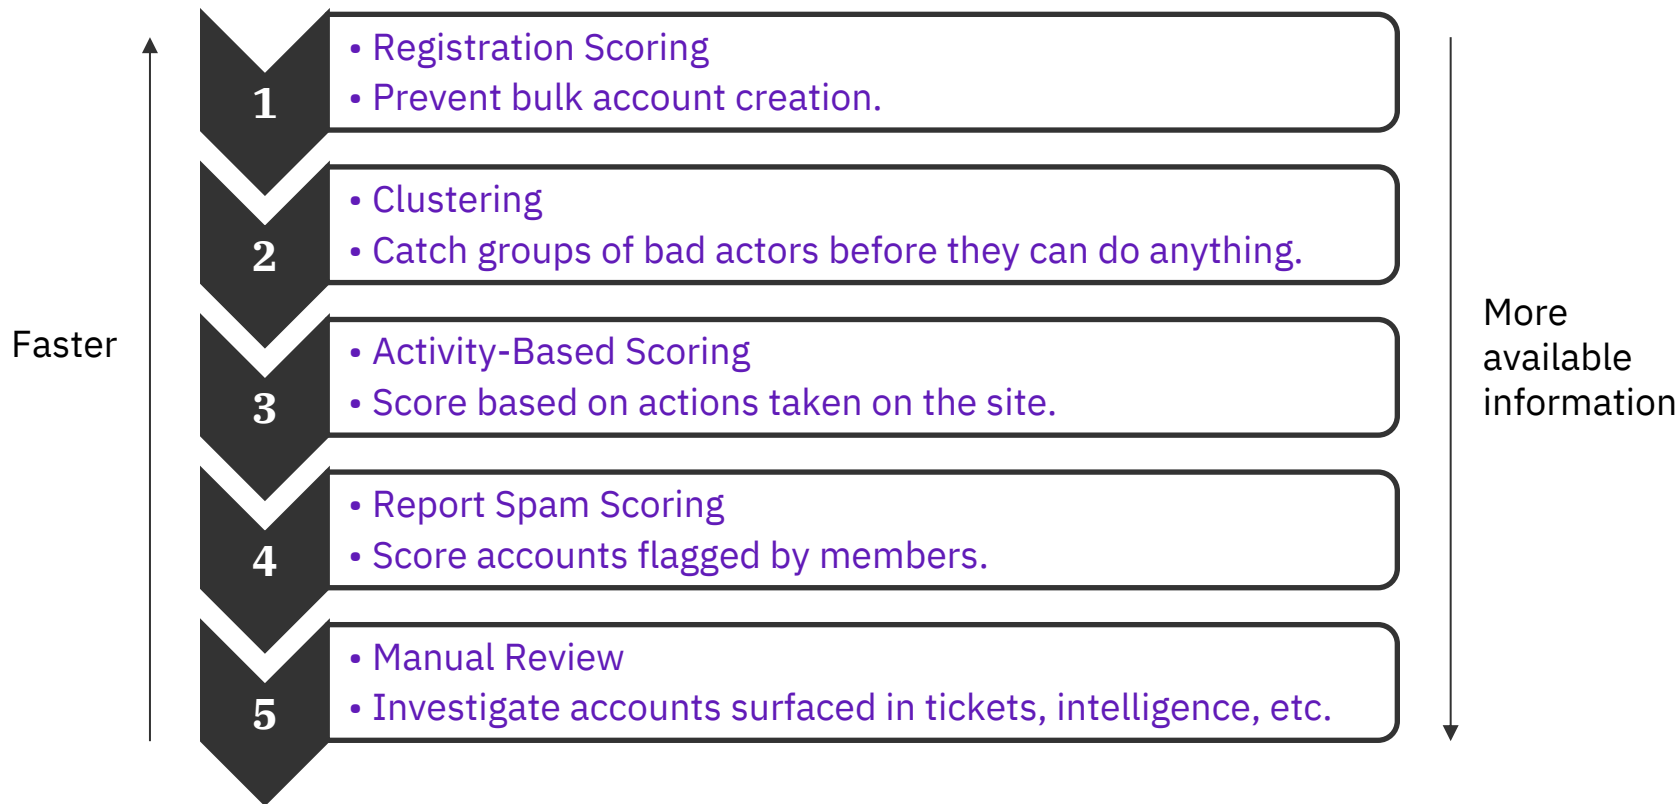 1
• Registration Scoring
• Prevent bulk account creation.
2
• Clustering
• Catch groups of bad actors before they can do anything.
Faster
3
• Activity-Based Scoring
• Score based on actions taken on the site.
More
available
information
4
• Report Spam Scoring
• Score accounts flagged by members.
5
• Manual Review
• Investigate accounts surfaced in tickets, intelligence, etc.